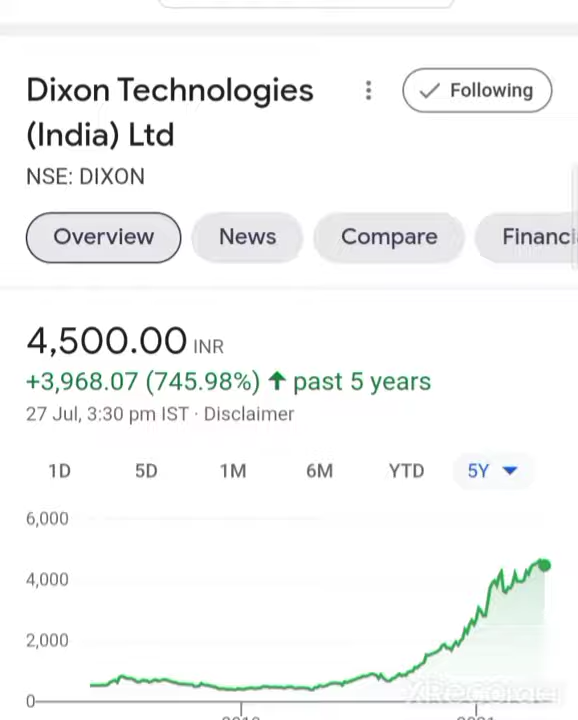 Dixon Technologies
(India) Ltd
Following
NSE: DIXON
Overview
News
Compare
Financi
4,500.00 INR
+3,968.07 (745.98%) ↑ past 5 years
27 Jul, 3:30 pm IST · Disclaimer
1D 5D 1M 6M YTD 5Y
6,000
4,000
2,000
0
XRecorder